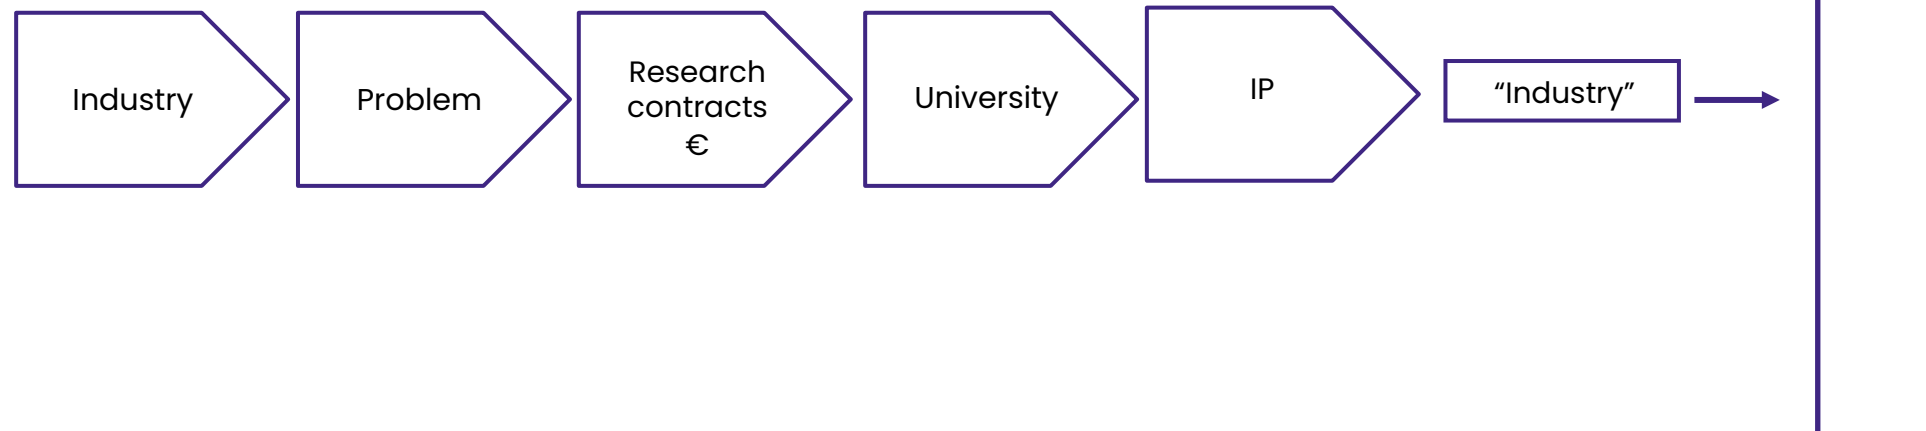 Industry
Problem
Research
contracts
€
University
IP
“Industry”